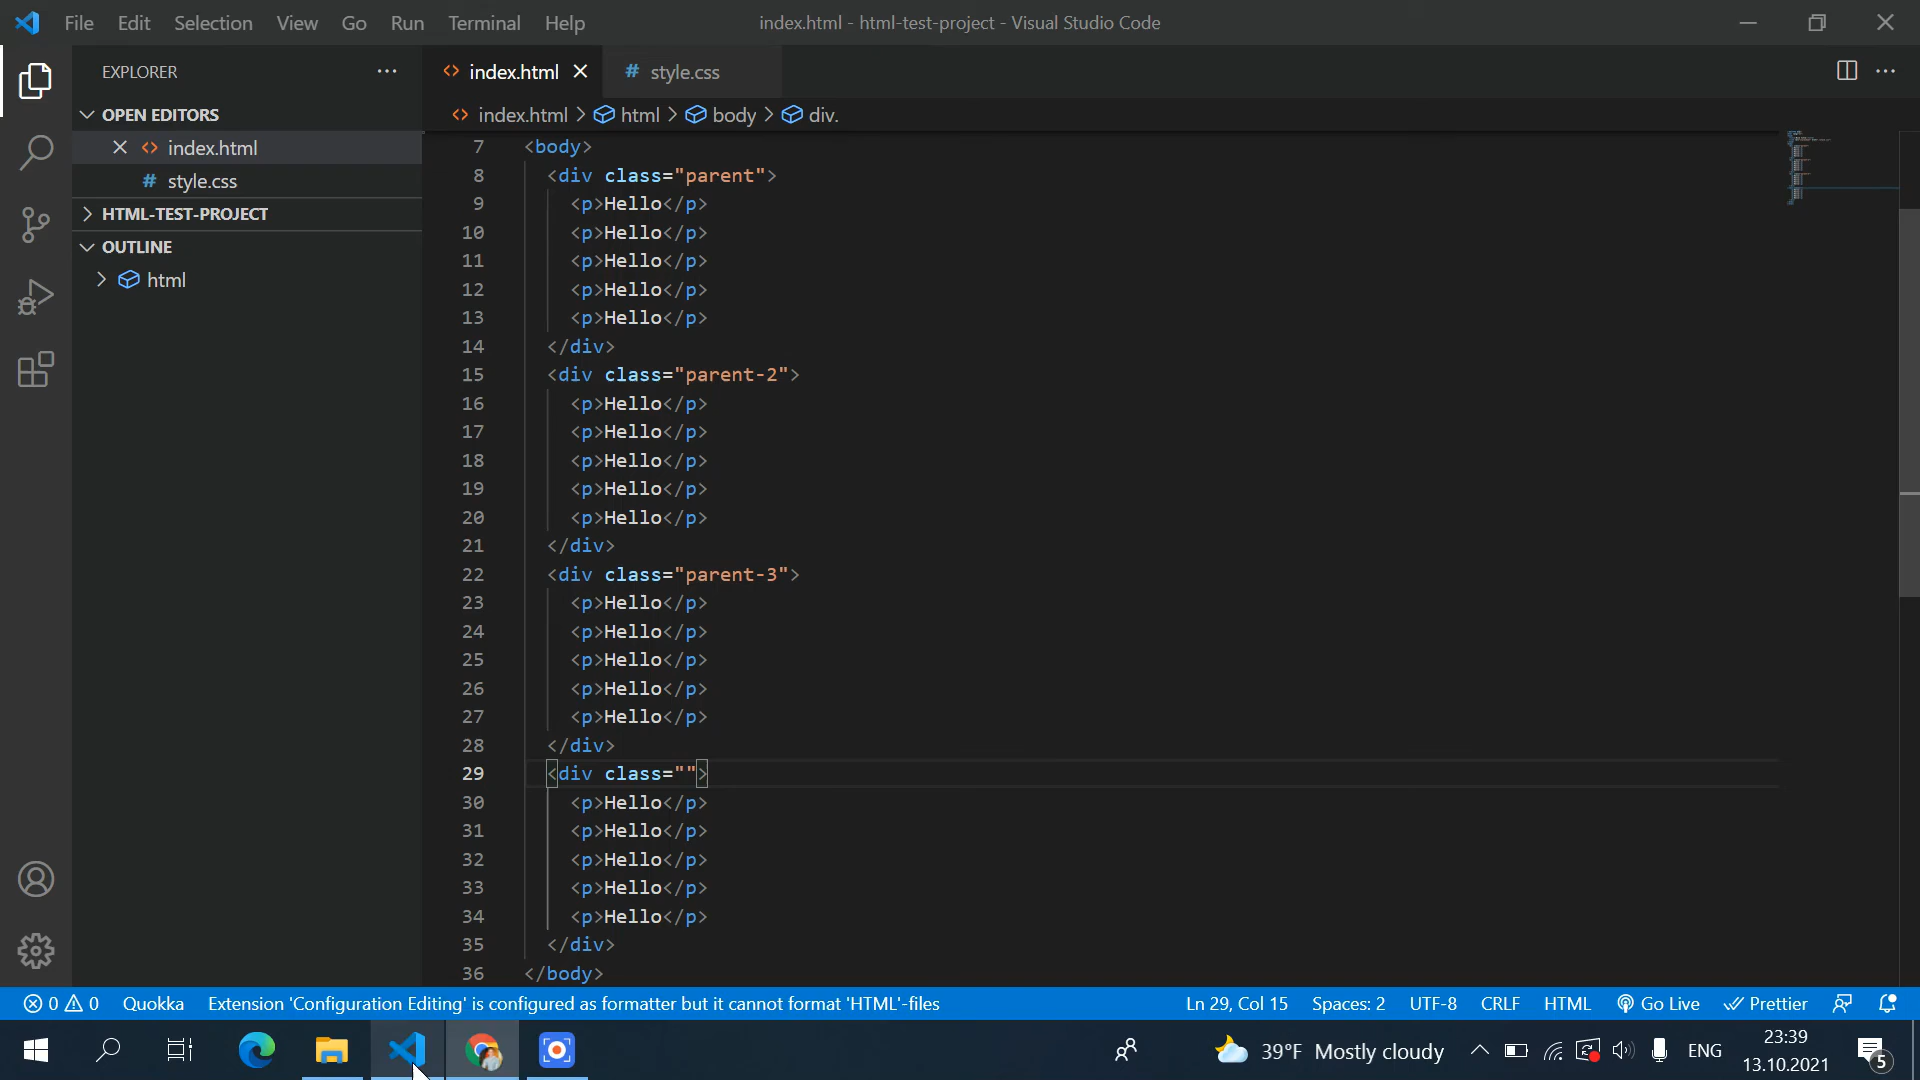 File Edit Selection View Go Run Terminal Help index.html - html-test-project - Visual Studio Code
EXPLORER
OPEN EDITORS
index.html
style.css
HTML-TEST-PROJECT
OUTLINE
html
index.html style.css
index.html > html > body > div.
7 <body>
8 <div class="parent">
9 <p>Hello</p>
10 <p>Hello</p>
11 <p>Hello</p>
12 <p>Hello</p>
13 <p>Hello</p>
14 </div>
15 <div class="parent-2">
16 <p>Hello</p>
17 <p>Hello</p>
18 <p>Hello</p>
19 <p>Hello</p>
20 <p>Hello</p>
21 </div>
22 <div class="parent-3">
23 <p>Hello</p>
24 <p>Hello</p>
25 <p>Hello</p>
26 <p>Hello</p>
27 <p>Hello</p>
28 </div>
29 <div class="">
30 <p>Hello</p>
31 <p>Hello</p>
32 <p>Hello</p>
33 <p>Hello</p>
34 <p>Hello</p>
35 </div>
36 </body>
0 0 Quokka Extension 'Configuration Editing' is configured as formatter but it cannot format 'HTML'-files Ln 29, Col 15 Spaces: 2 UTF-8 CRLF HTML Go Live Prettier
39°F Mostly cloudy ENG 23:39
13.10.2021
5